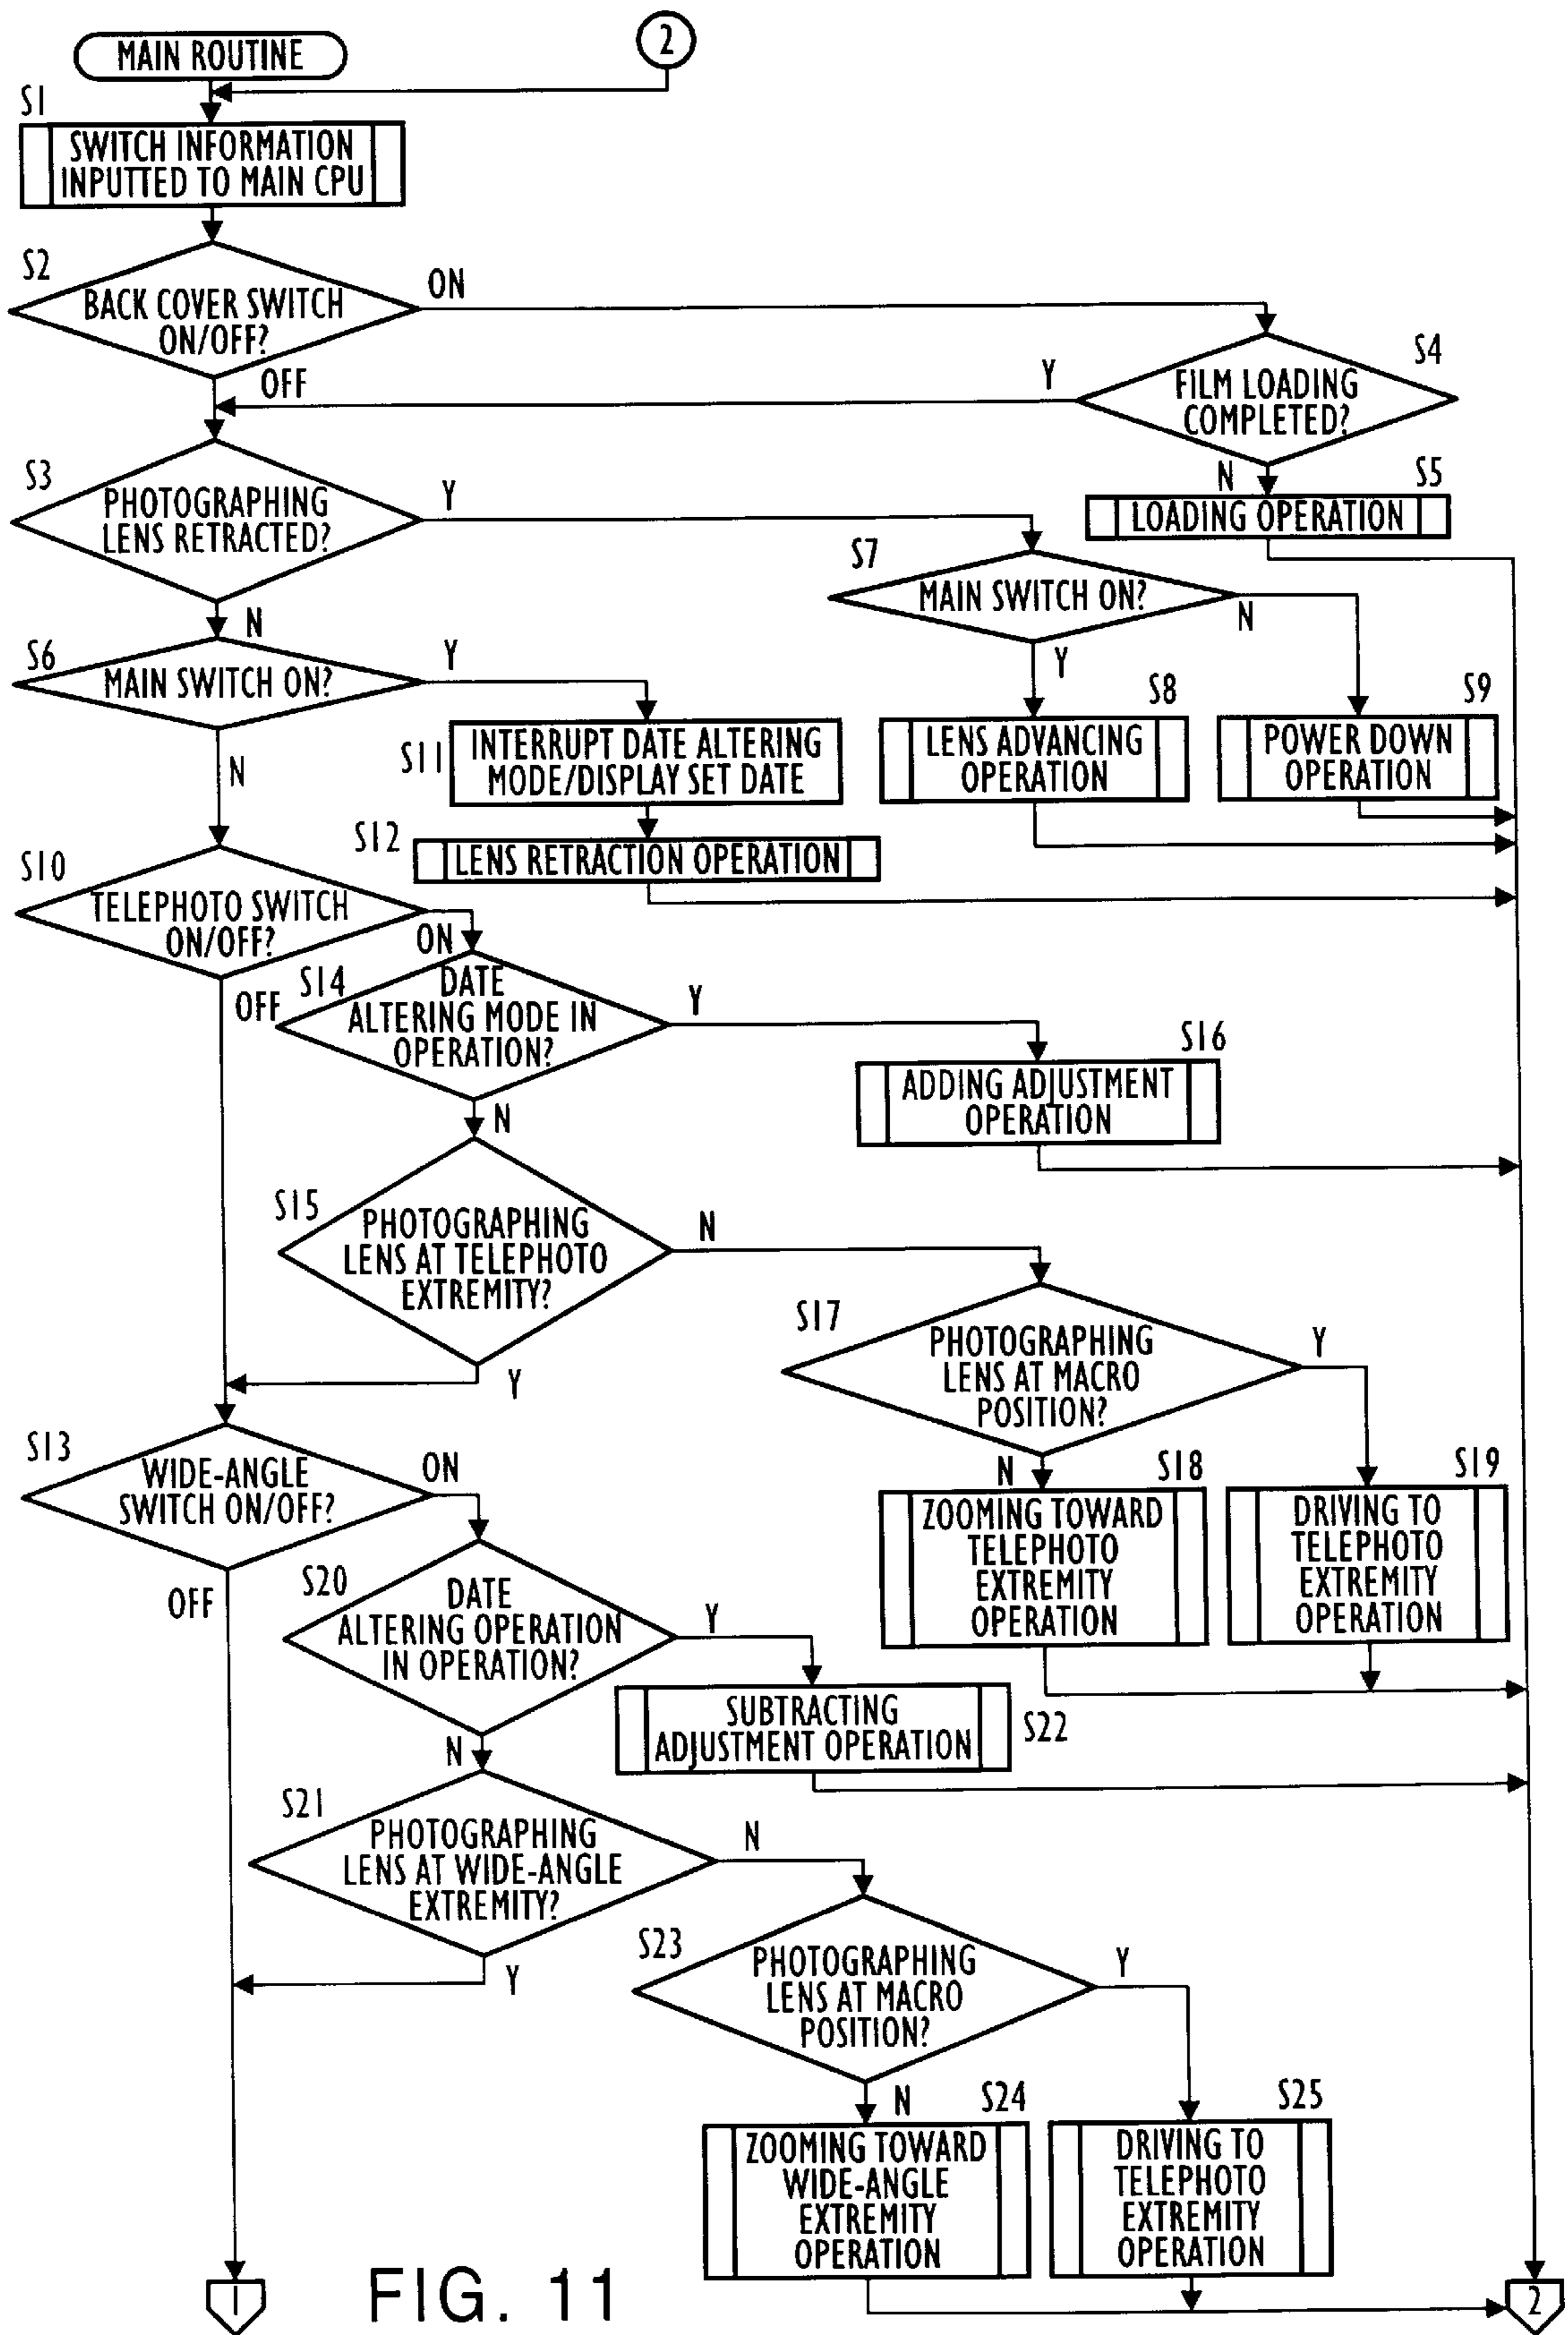 MAIN ROUTINE
2
S1
SWITCH INFORMATION
INPUTTED TO MAIN CPU
S2
BACK COVER SWITCH
ON/OFF?
ON
OFF
S4
FILM LOADING
COMPLETED?
Y
N
S5
LOADING OPERATION
S3
PHOTOGRAPHING
LENS RETRACTED?
Y
N
S7
MAIN SWITCH ON?
N
Y
S6
MAIN SWITCH ON?
Y
N
S8
LENS ADVANCING
OPERATION
S9
POWER DOWN
OPERATION
S11
INTERRUPT DATE ALTERING
MODE/DISPLAY SET DATE
S12
LENS RETRACTION OPERATION
S10
TELEPHOTO SWITCH
ON/OFF?
ON
OFF
S14
DATE
ALTERING MODE IN
OPERATION?
Y
N
S16
ADDING ADJUSTMENT
OPERATION
S15
PHOTOGRAPHING
LENS AT TELEPHOTO
EXTREMITY?
N
Y
S17
PHOTOGRAPHING
LENS AT MACRO
POSITION?
Y
N
S18
ZOOMING TOWARD
TELEPHOTO
EXTREMITY
OPERATION
S19
DRIVING TO
TELEPHOTO
EXTREMITY
OPERATION
S13
WIDE-ANGLE
SWITCH ON/OFF?
ON
OFF
S20
DATE
ALTERING OPERATION
IN OPERATION?
Y
N
SUBTRACTING
ADJUSTMENT OPERATION
S22
S21
PHOTOGRAPHING
LENS AT WIDE-ANGLE
EXTREMITY?
N
Y
S23
PHOTOGRAPHING
LENS AT MACRO
POSITION?
Y
N
S24
ZOOMING TOWARD
WIDE-ANGLE
EXTREMITY
OPERATION
S25
DRIVING TO
TELEPHOTO
EXTREMITY
OPERATION
1
FIG. 11
2